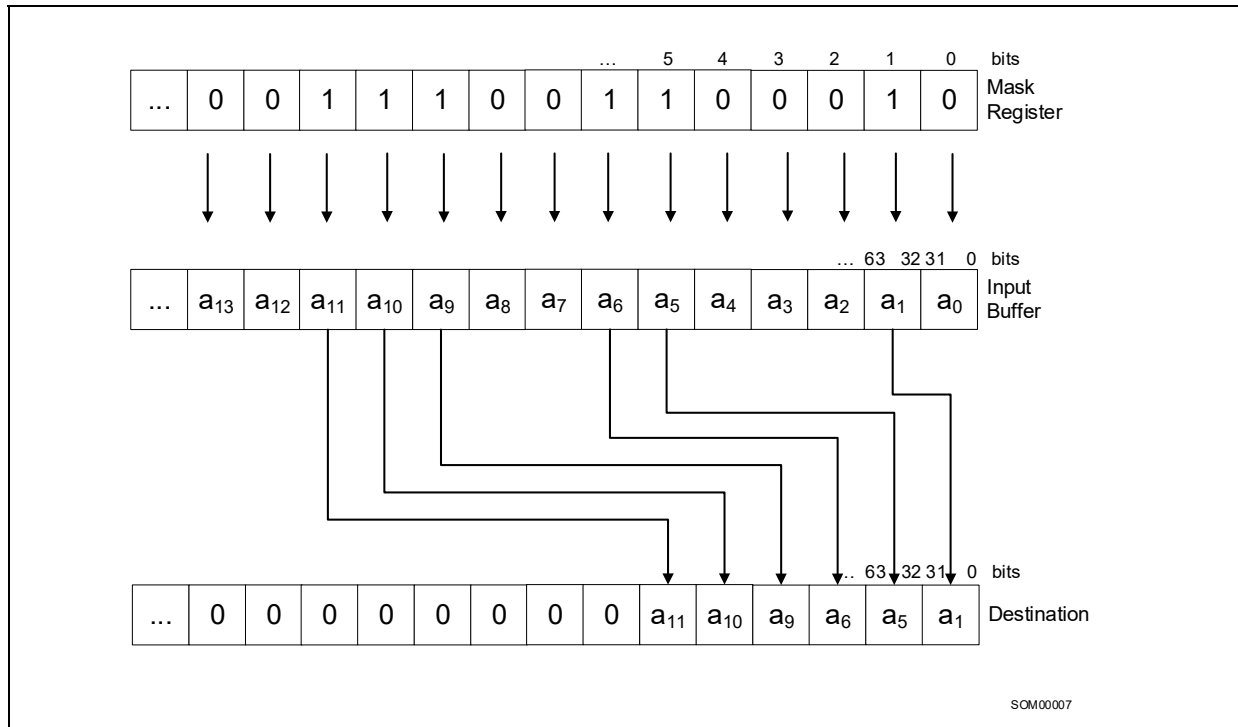 ... 5 4 3 2 1 0 bits
... 0 0 1 1 1 0 0 1 1 0 0 0 1 0 Mask
Register
... 63 32 31 0 bits
... a₁₃ a₁₂ a₁₁ a₁₀ a₉ a₈ a₇ a₆ a₅ a₄ a₃ a₂ a₁ a₀ Input
Buffer
.. 63 32 31 0 bits
... 0 0 0 0 0 0 0 0 a₁₁ a₁₀ a₉ a₆ a₅ a₁ Destination
SOM00007